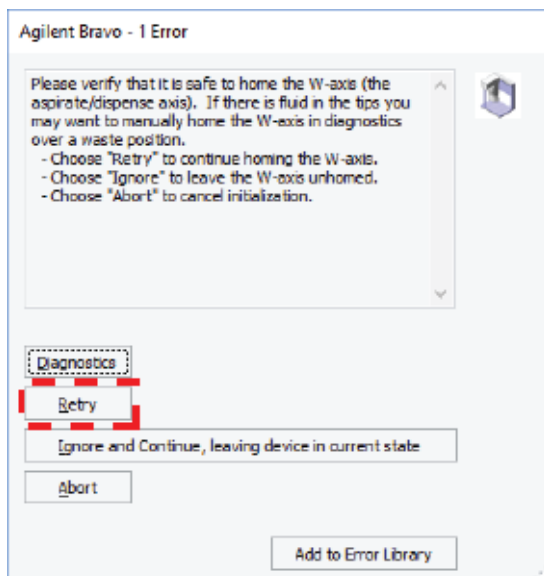 Agilent Bravo - 1 Error
Please verify that it is safe to home the W-axis (the
aspirate/dispense axis). If there is fluid in the tips you
may want to manually home the W-axis in diagnostics
over a waste position.
- Choose "Retry" to continue homing the W-axis.
- Choose "Ignore" to leave the W-axis unhomed.
- Choose "Abort" to cancel initialization.
Diagnostics
Retry
Ignore and Continue, leaving device in current state
Abort
Add to Error Library